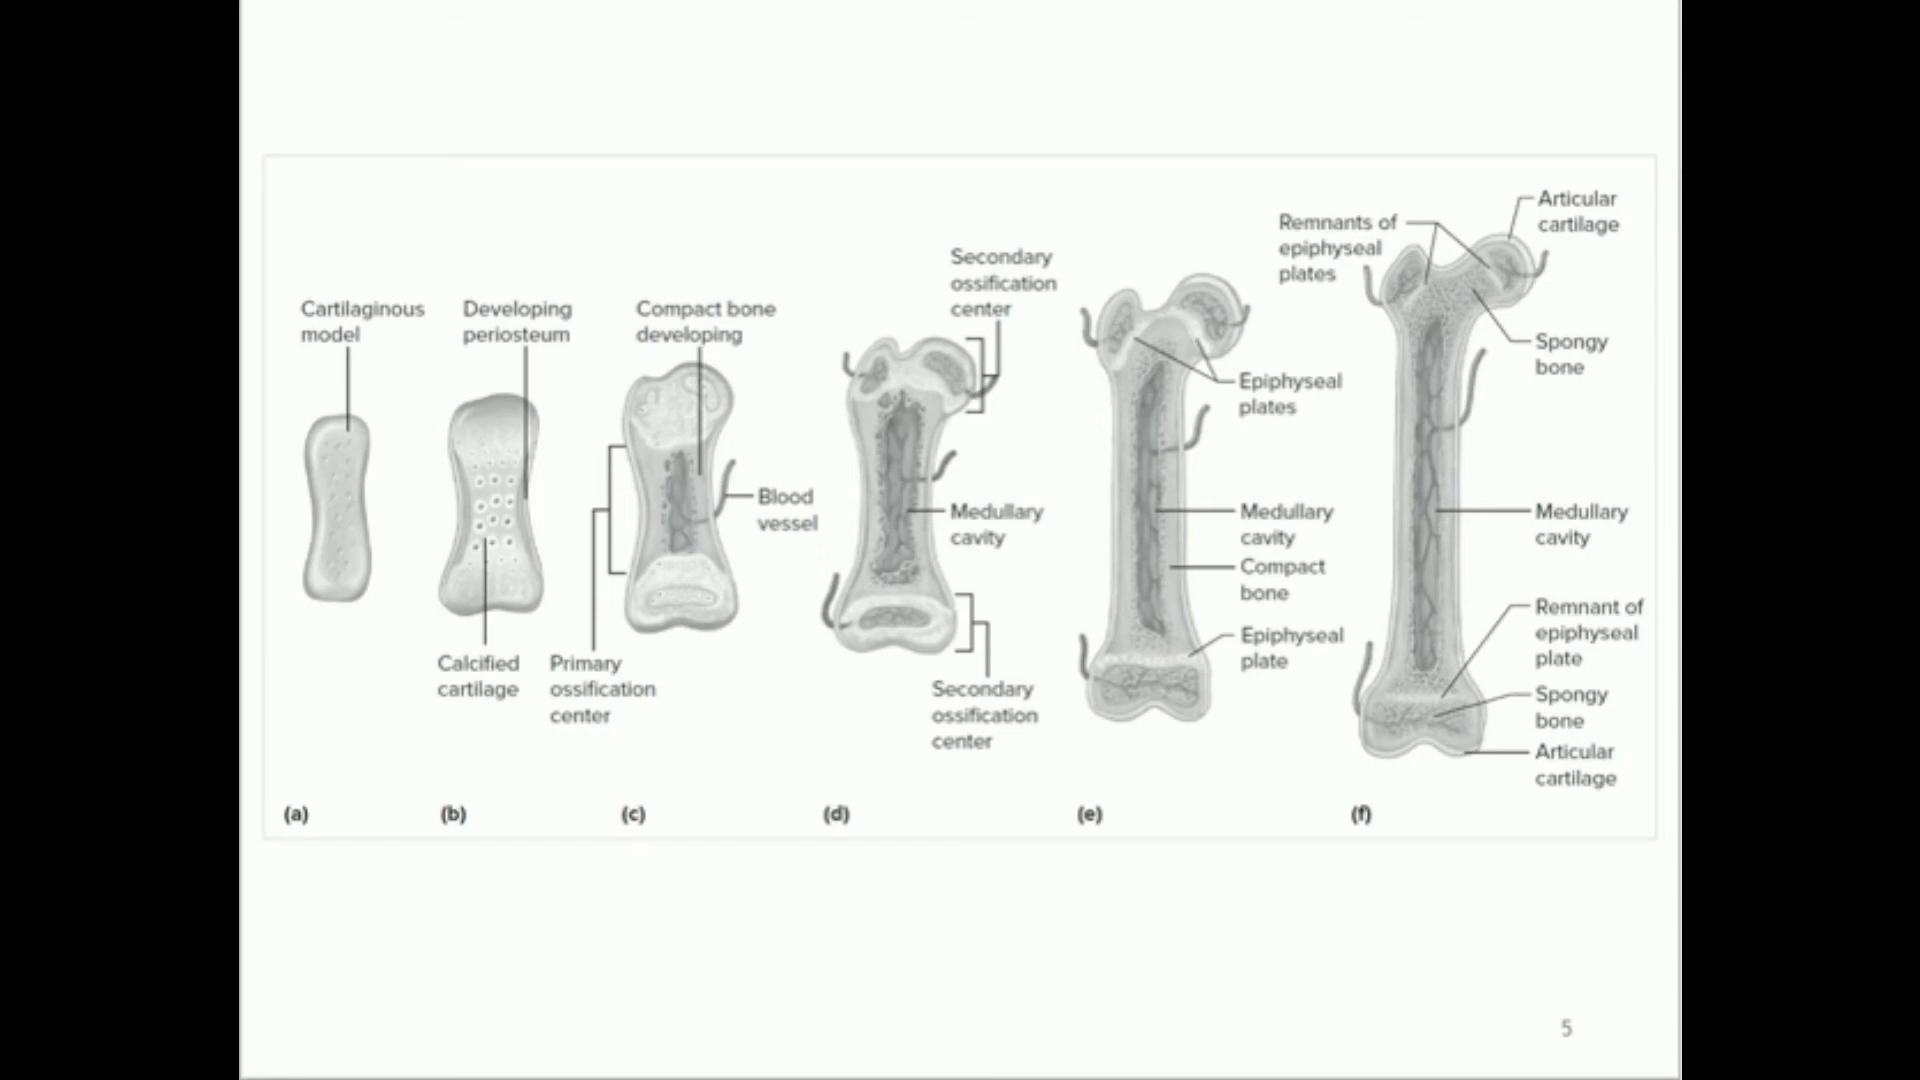 Cartilaginous
model
Developing
periosteum
Calcified
cartilage
Compact bone
developing
Primary
ossification
center
Blood
vessel
Secondary
ossification
center
Medullary
cavity
Secondary
ossification
center
Epiphyseal
plates
Medullary
cavity
Compact
bone
Epiphyseal
plate
Remnants of
epiphyseal
plates
Articular
cartilage
Spongy
bone
Medullary
cavity
Remnant of
epiphyseal
plate
Spongy
bone
Articular
cartilage
(a)
(b)
(c)
(d)
(e)
(f)
5